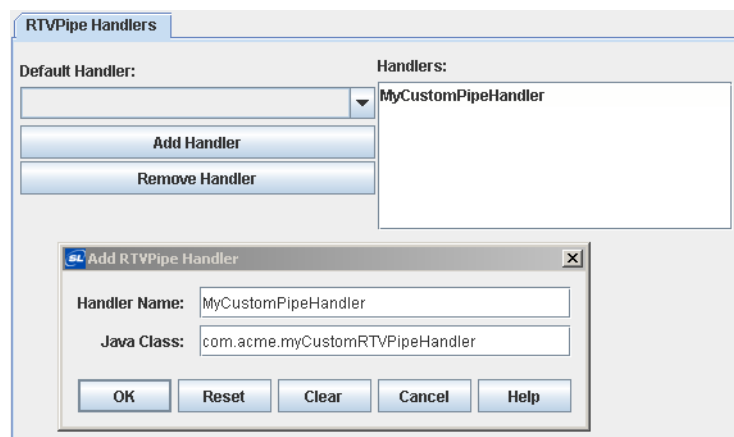 RTVPipe Handlers
Default Handler:
Handlers:
MyCustomPipeHandler
Add Handler
Remove Handler
SL Add RTVPipe Handler
Handler Name: MyCustomPipeHandler
Java Class: com.acme.myCustomRTVPipeHandler
OK Reset Clear Cancel Help